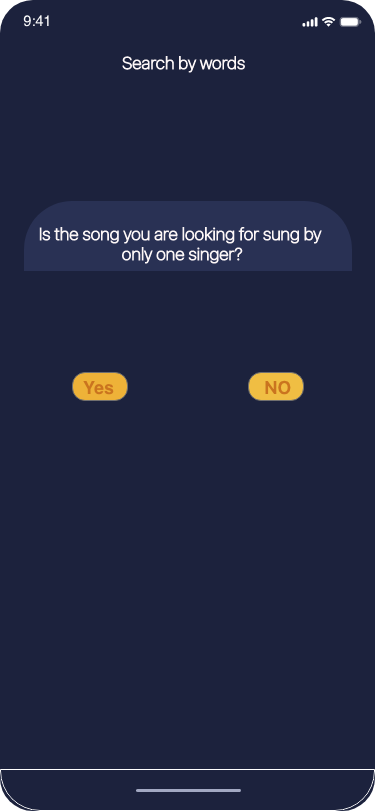 9:41
Search by words
Is the song you are looking for sung by
only one singer?
Yes
NO